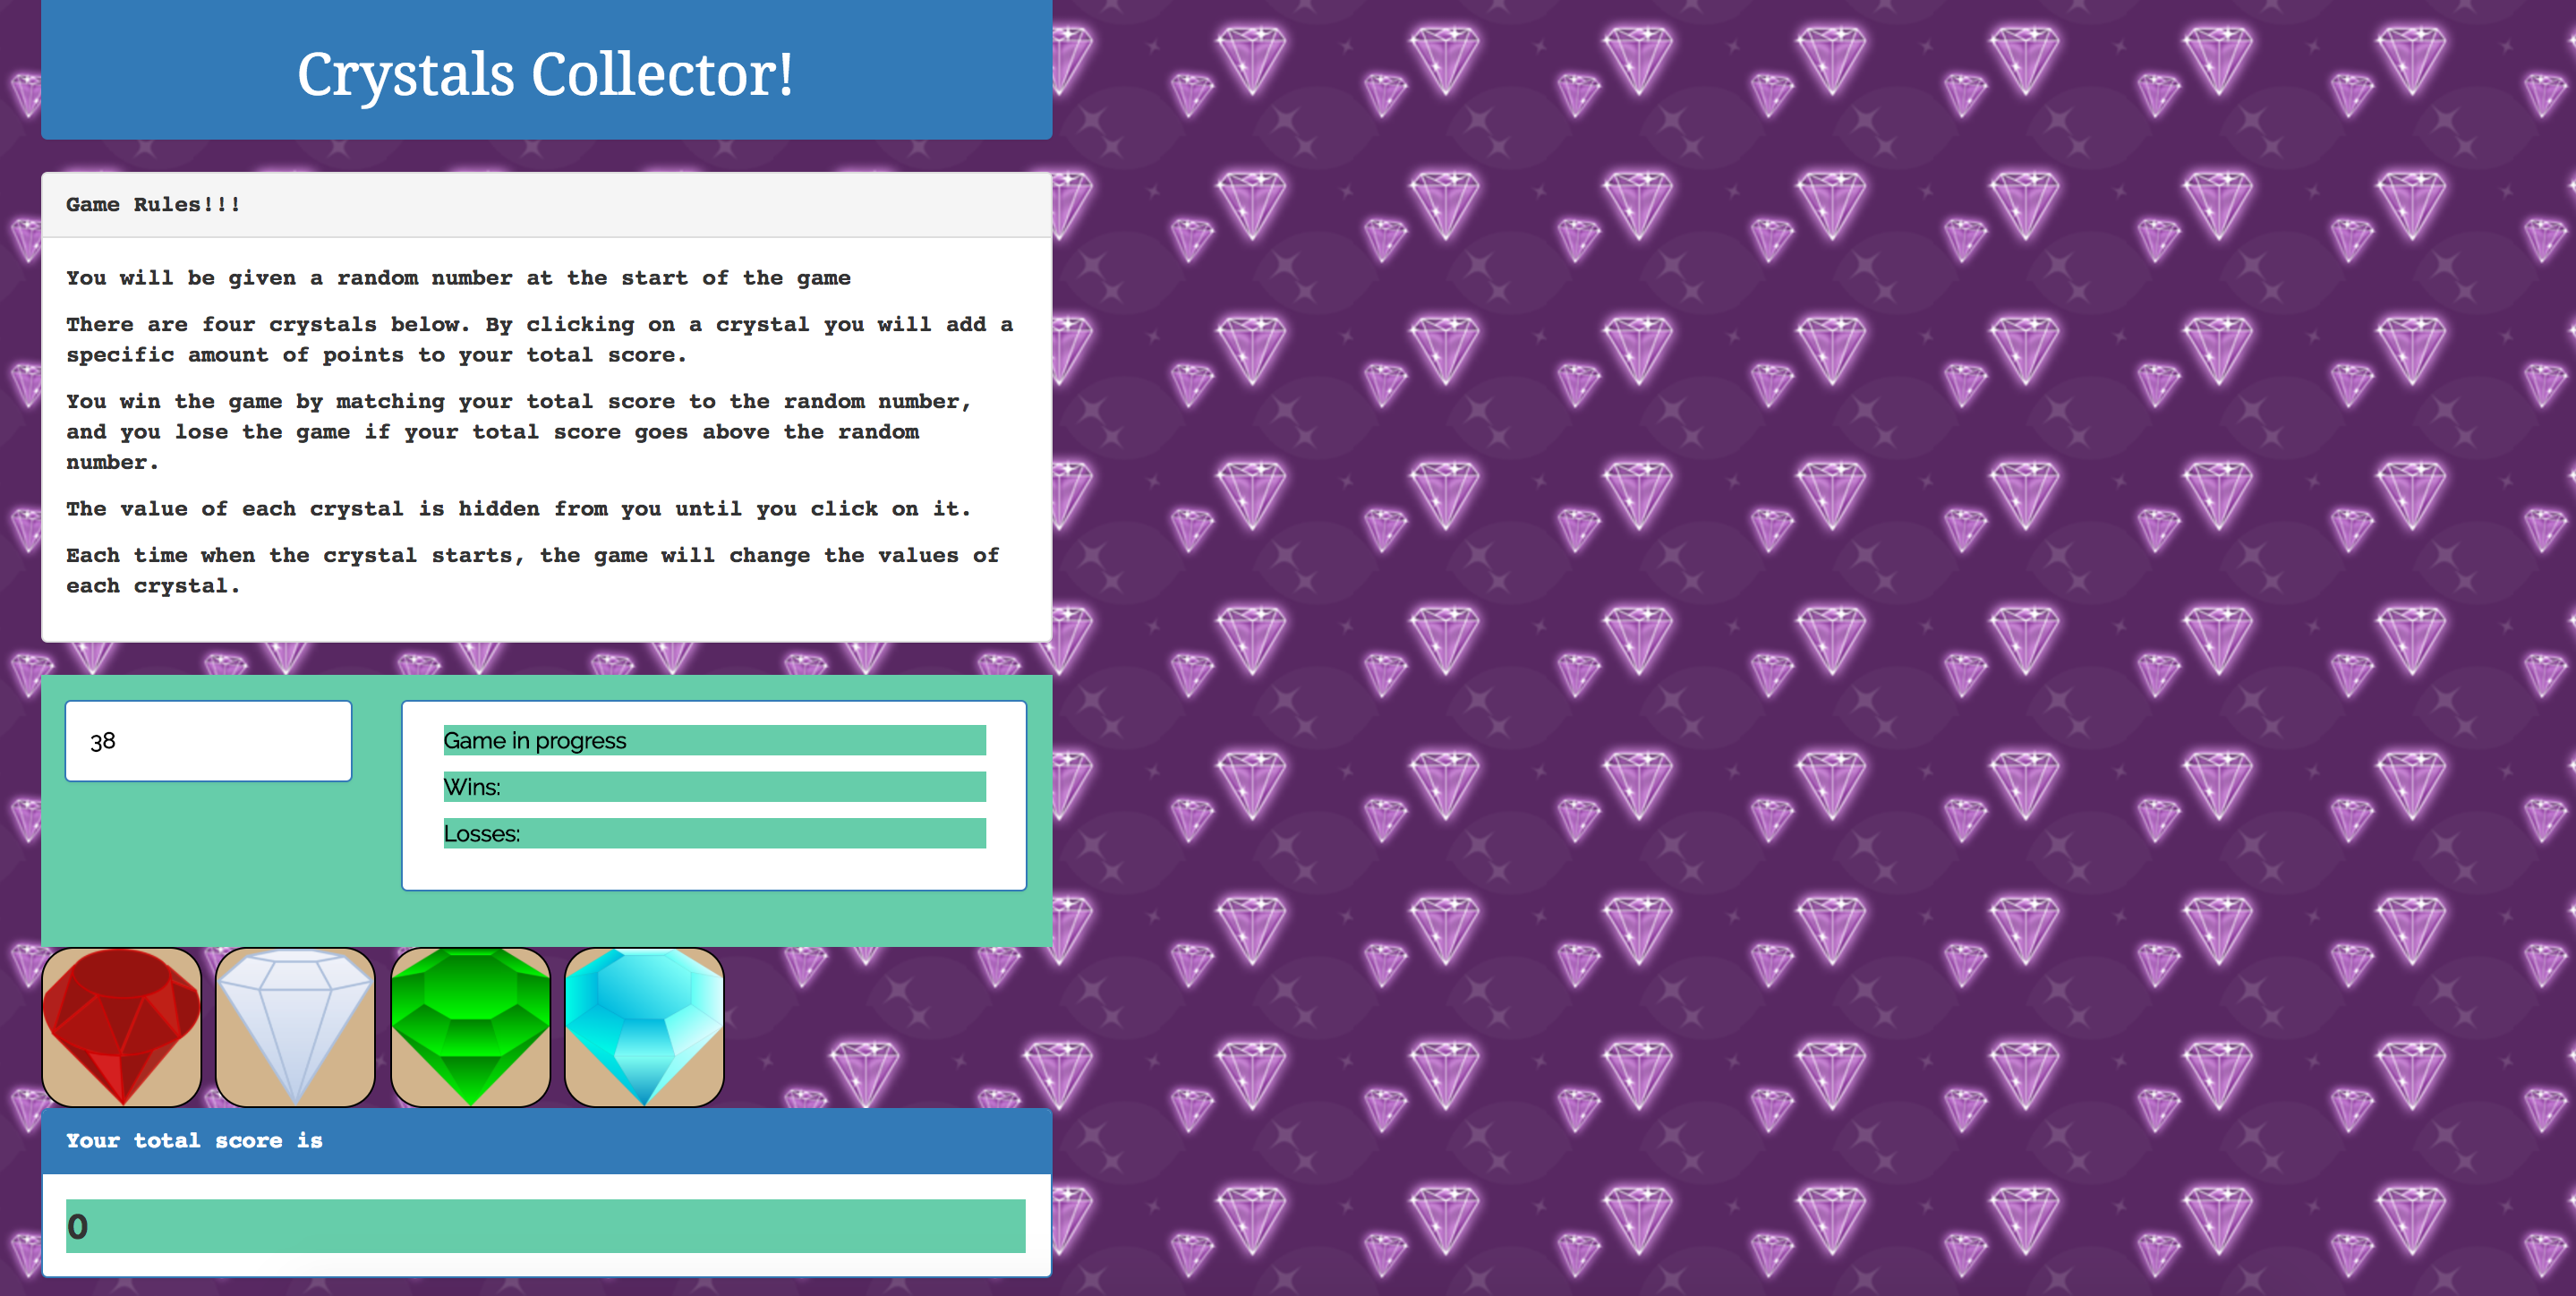 Crystals Collector!
Game Rules!!!
You will be given a random number at the start of the game
There are four crystals below. By clicking on a crystal you will add a
specific amount of points to your total score.
You win the game by matching your total score to the random number,
and you lose the game if your total score goes above the random
number.
The value of each crystal is hidden from you until you click on it.
Each time when the crystal starts, the game will change the values of
each crystal.
38
Game in progress
Wins:
Losses:
Your total score is
0